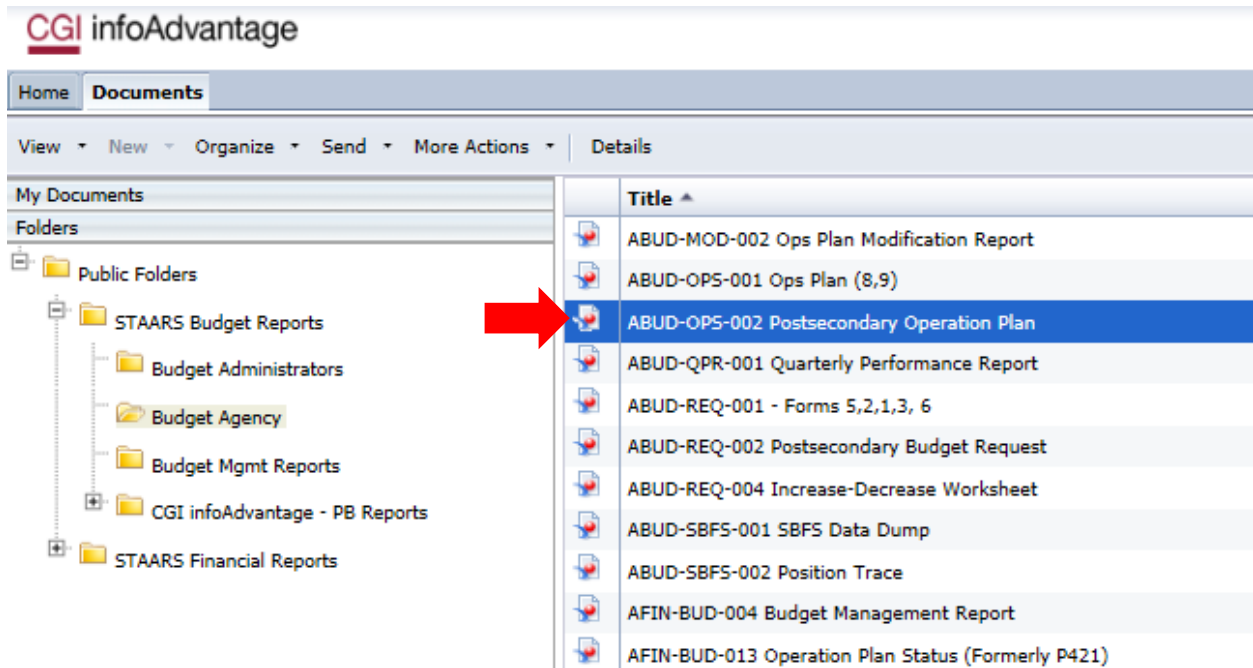 CGI infoAdvantage
Home Documents
View New Organize Send More Actions Details
My Documents
Folders
Public Folders
STAARS Budget Reports
Budget Administrators
Budget Agency
Budget Mgmt Reports
CGI infoAdvantage - PB Reports
STAARS Financial Reports
Title
ABUD-MOD-002 Ops Plan Modification Report
ABUD-OPS-001 Ops Plan (8,9)
ABUD-OPS-002 Postsecondary Operation Plan
ABUD-QPR-001 Quarterly Performance Report
ABUD-REQ-001 - Forms 5,2,1,3, 6
ABUD-REQ-002 Postsecondary Budget Request
ABUD-REQ-004 Increase-Decrease Worksheet
ABUD-SBFS-001 SBFS Data Dump
ABUD-SBFS-002 Position Trace
AFIN-BUD-004 Budget Management Report
AFIN-BUD-013 Operation Plan Status (Formerly P421)